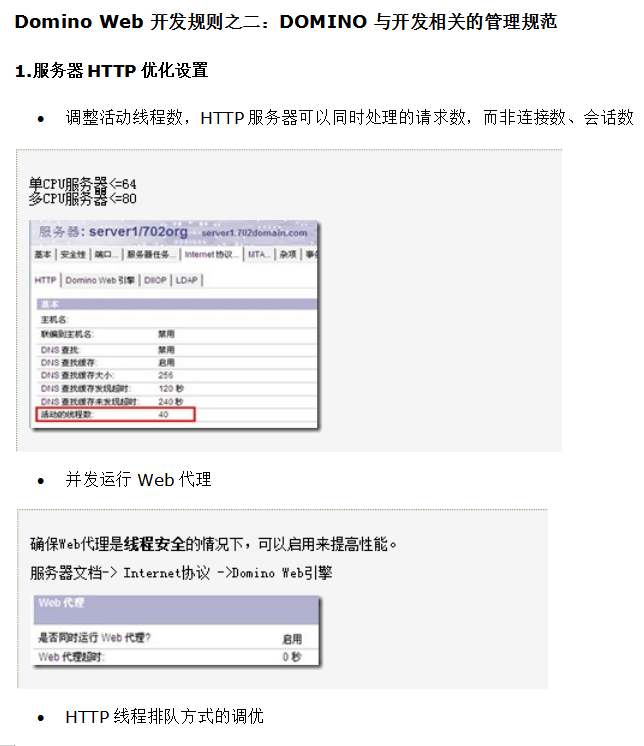 Domino Web 开发规则之二：DOMINO 与开发相关的管理规范
1.服务器 HTTP 优化设置
• 调整活动线程数，HTTP 服务器可以同时处理的请求数，而非连接数、会话数
单CPU服务器<=64
多CPU服务器<=80
服务器: server1/702org server1.702domain.com
基本 安全性 端口... 服务器任务... Internet 协议... MTA... 杂项
HTTP Domino Web 引擎 DIIOP LDAP
基本
主机名:
联编到主机名: 禁用
DNS 查找: 禁用
DNS 查找缓存: 启用
DNS 查找缓存大小: 256
DNS 查找缓存发现超时: 120 秒
DNS 查找缓存未发现超时: 240 秒
活动的线程数: 40
• 并发运行 Web 代理
确保Web代理是线程安全的情况下，可以启用来提高性能。
服务器文档-> Internet协议 ->Domino Web引擎
Web 代理
是否同时运行 Web 代理? 启用
Web 代理超时: 0 秒
• HTTP 线程排队方式的调优